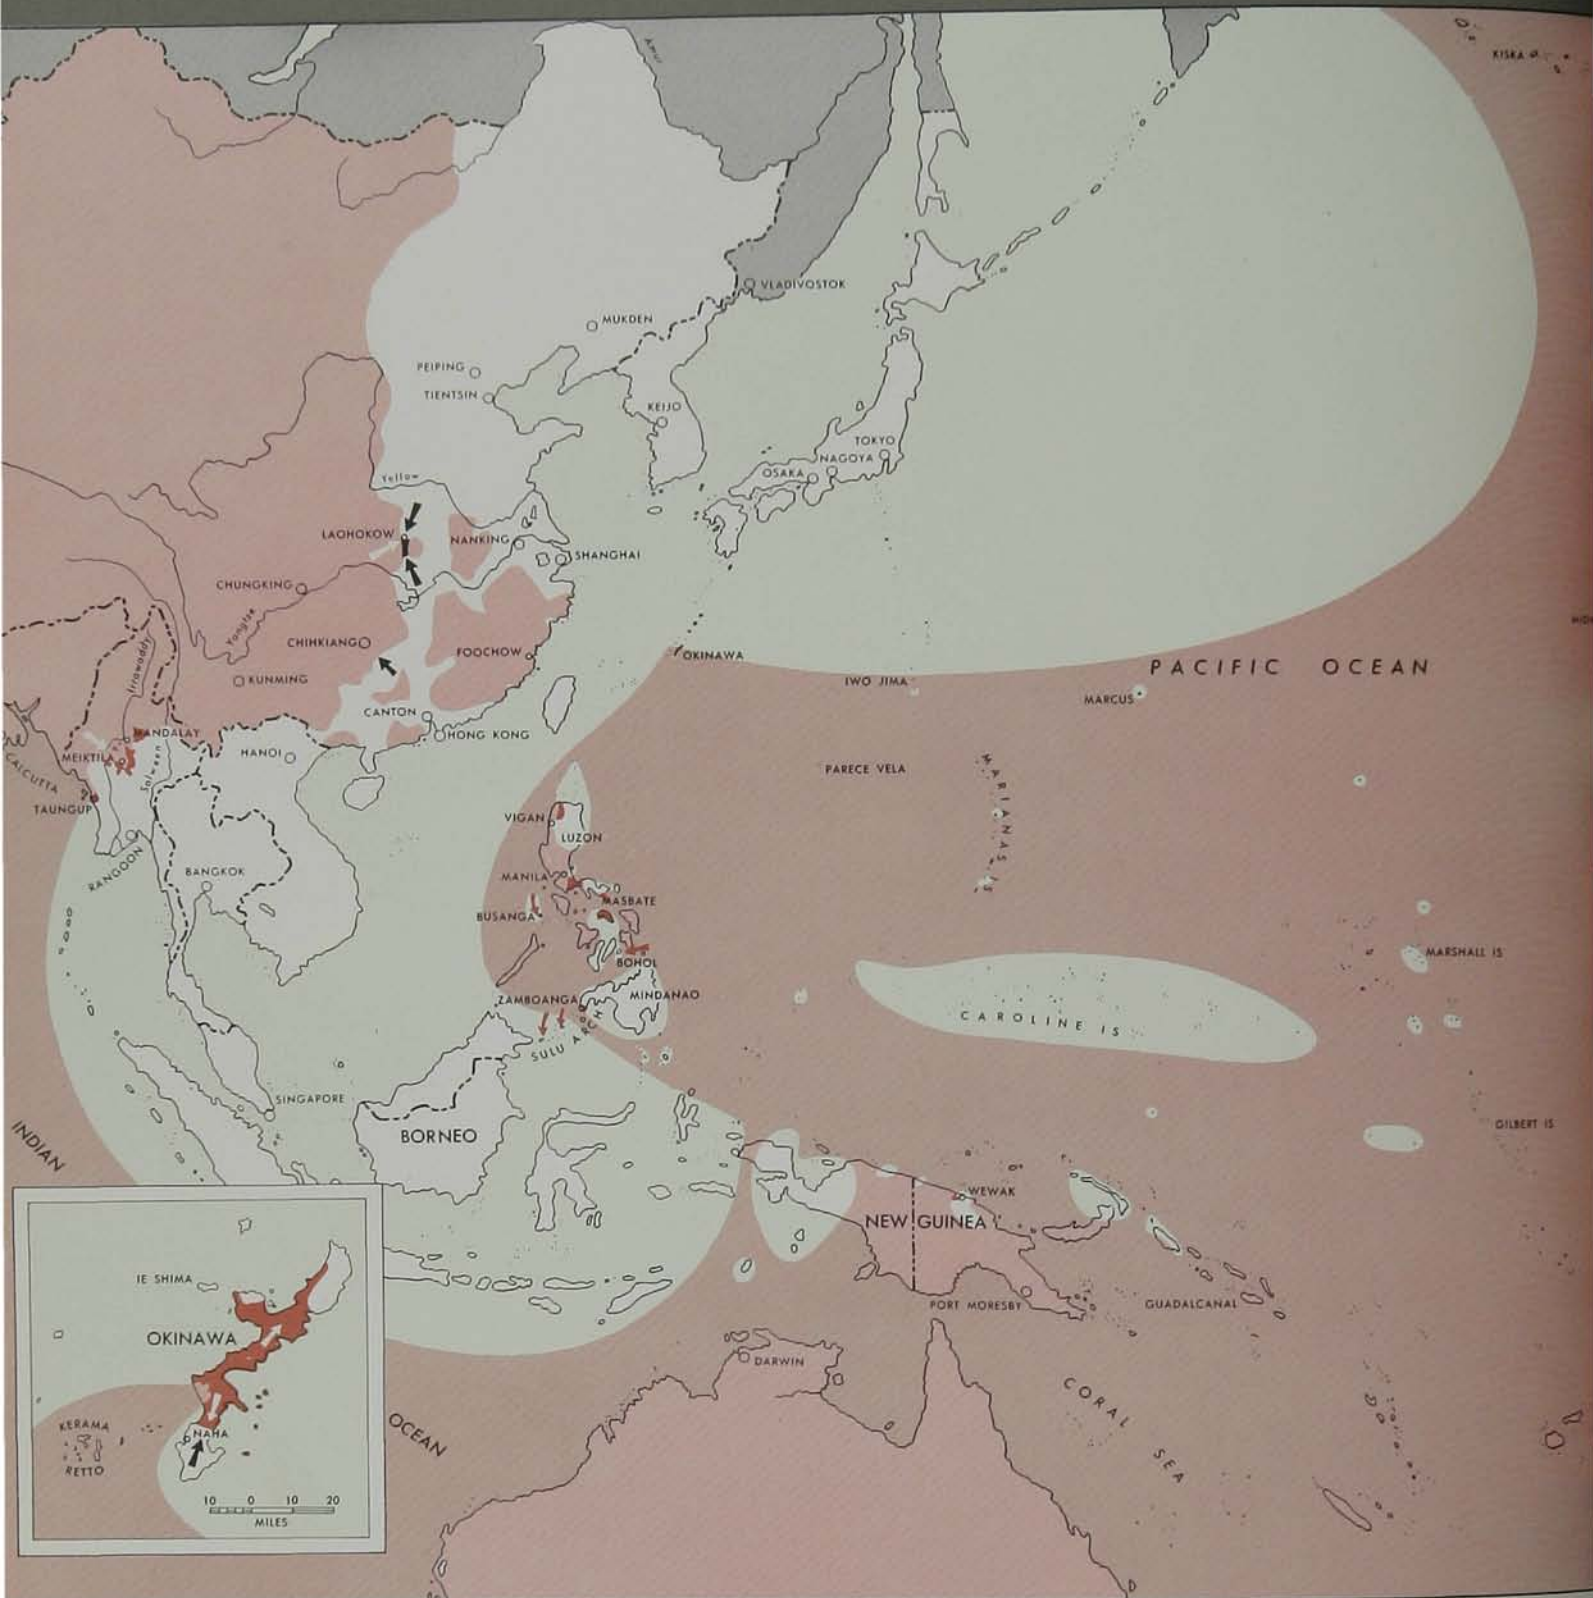 Amur
KISKA
VLADIVOSTOK
MUKDEN
PEIPING
TIENTSIN
KEIJO
TOKYO
NAGOYA
OSAKA
Yellow
LAOHOKOW
NANKING
SHANGHAI
CHUNGKING
Yangtze
CHIHKIANG
FOOCHOW
Irrawaddy
KUNMING
OKINAWA
PACIFIC OCEAN
IWO JIMA
MARCUS
CANTON
HONG KONG
MANDALAY
HANOI
MEIKTILA
Salween
CALCUTTA
TAUNGUP
PARECE VELA
MARIANAS IS
VIGAN
LUZON
RANGOON
BANGKOK
MANILA
MASBATE
BUSANGA
BOHOL
MARSHALL IS
ZAMBOANGA
MINDANAO
SULU ARCH
CAROLINE IS
SINGAPORE
BORNEO
GILBERT IS
INDIAN
WEWAK
NEW GUINEA
PORT MORESBY
GUADALCANAL
DARWIN
CORAL SEA
OCEAN
IE SHIMA
OKINAWA
KERAMA
RETTO
NAHA
10 0 10 20
MILES